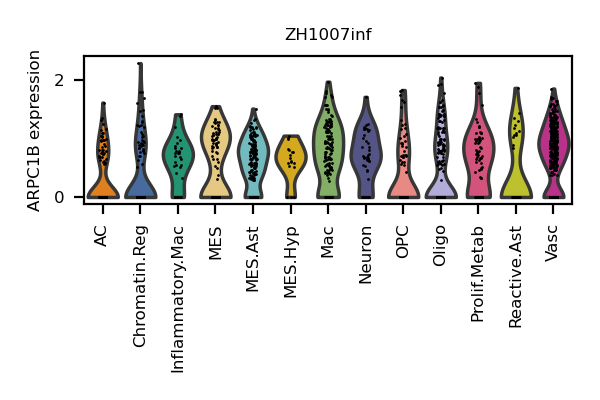 ZH1007inf
ARPC1B expression
2
0
AC
Chromatin.Reg
Inflammatory.Mac
MES
MES.Ast
MES.Hyp
Mac
Neuron
OPC
Oligo
Prolif.Metab
Reactive.Ast
Vasc